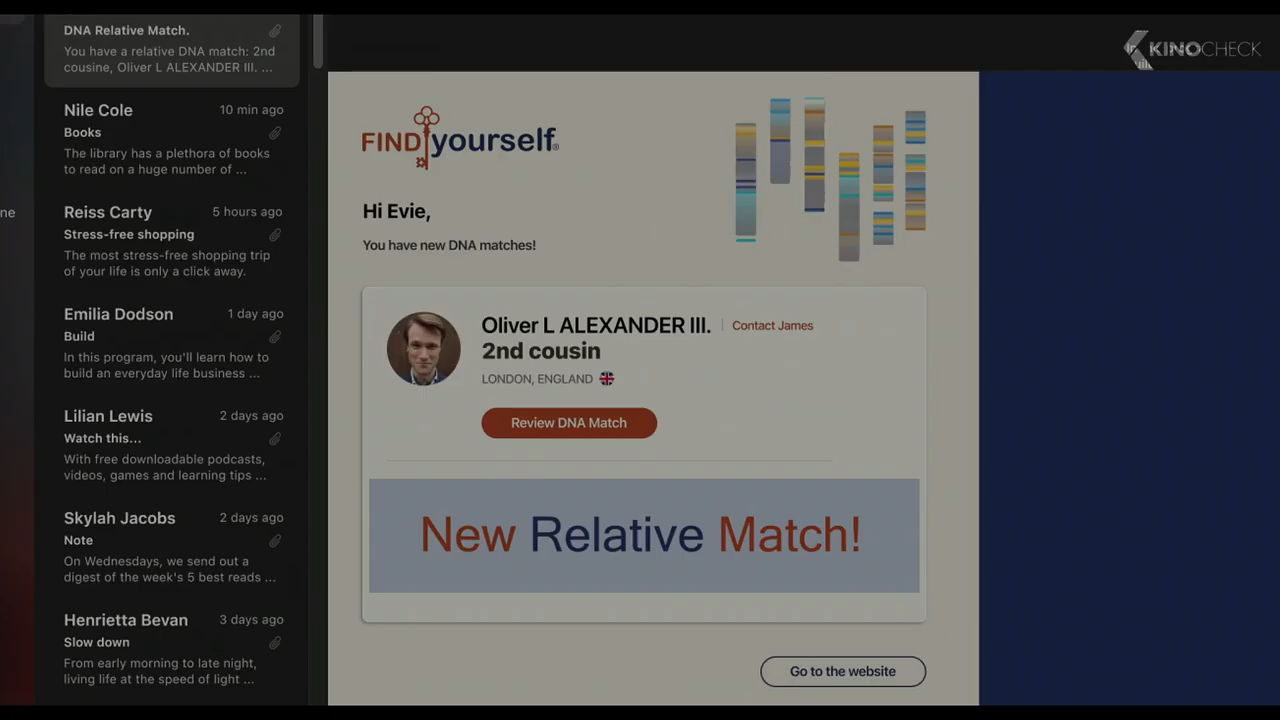 DNA Relative Match.
You have a relative DNA match: 2nd
cousine, Oliver L ALEXANDER III. ...
Nile Cole 10 min ago
Books
The library has a plethora of books
to read on a huge number of ...
Reiss Carty 5 hours ago
Stress-free shopping
The most stress-free shopping trip
of your life is only a click away.
Emilia Dodson 1 day ago
Build
In this program, you'll learn how to
build an everyday life business ...
Lilian Lewis 2 days ago
Watch this...
With free downloadable podcasts,
videos, games and learning tips ...
Skylah Jacobs 2 days ago
Note
On Wednesdays, we send out a
digest of the week's 5 best reads ...
Henrietta Bevan 3 days ago
Slow down
From early morning to late night,
living life at the speed of light ...
ne
KINOCHECK
FIND yourself®
Hi Evie,
You have new DNA matches!
Oliver L ALEXANDER III. | Contact James
2nd cousin
LONDON, ENGLAND
Review DNA Match
New Relative Match!
Go to the website